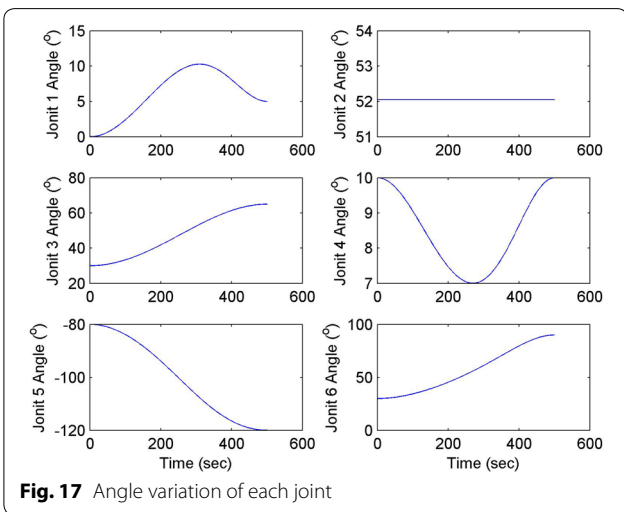 15
10
5
0
Jonit 1 Angle (°)
0 200 400 600
54
53
52
51
Jonit 2 Angle (°)
0 200 400 600
80
60
40
20
Jonit 3 Angle (°)
0 200 400 600
10
9
8
7
Jonit 4 Angle (°)
0 200 400 600
-80
-100
-120
Jonit 5 Angle (°)
0 200 400 600
Time (sec)
100
50
0
Jonit 6 Angle (°)
0 200 400 600
Time (sec)
Fig. 17 Angle variation of each joint